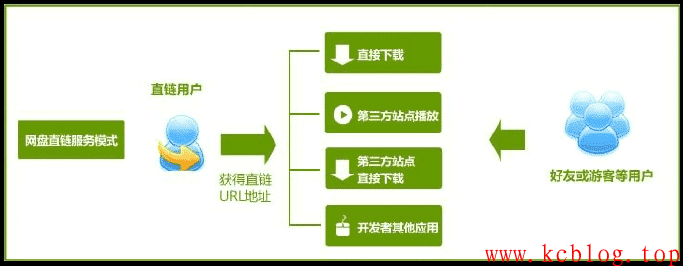 网盘直链服务模式
直链用户
获得直链
URL地址
直接下载
第三方站点播放
第三方站点
直接下载
开发者其他应用
好友或游客等用户
www.kcblog.top